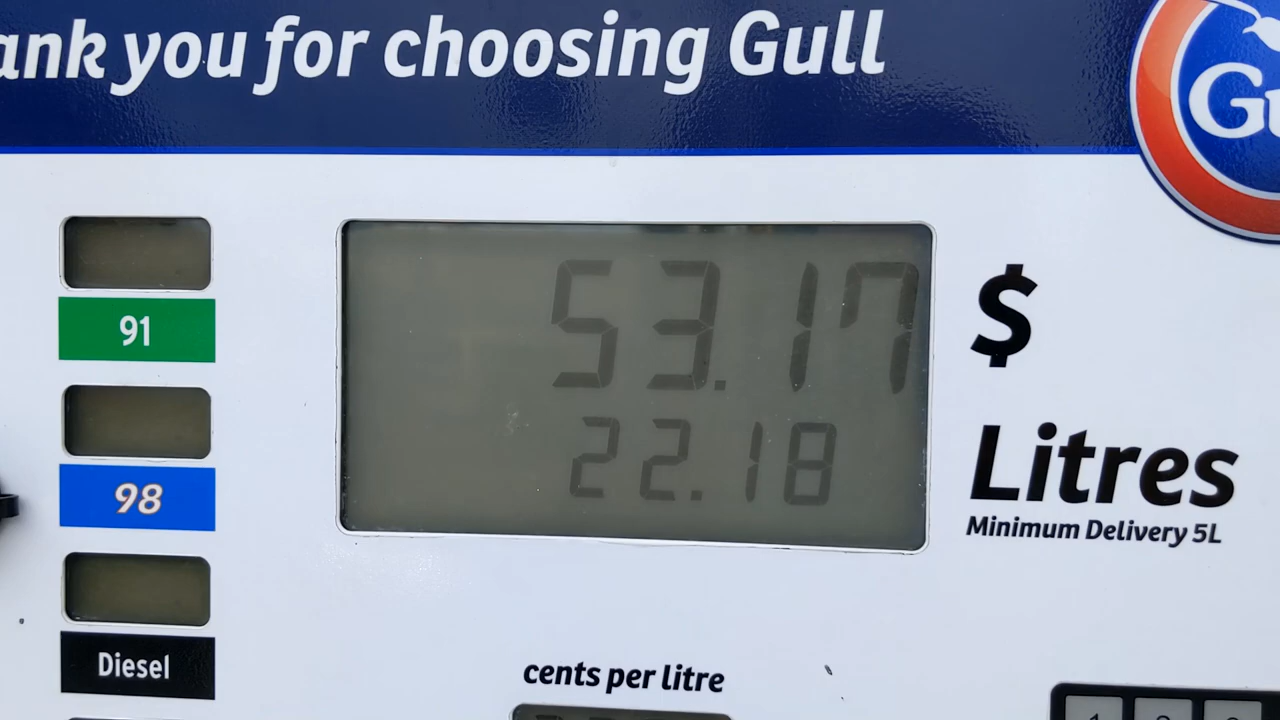 ank you for choosing Gull
Gu
91
98
Diesel
53.17
$
22.18
Litres
Minimum Delivery 5L
cents per litre